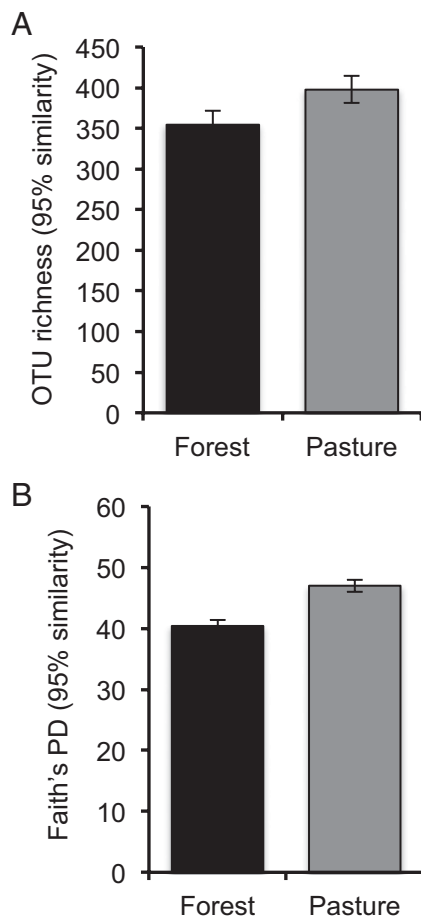 A
OTU richness (95% similarity)
450
400
350
300
250
200
150
100
50
0
Forest Pasture
B
Faith's PD (95% similarity)
60
50
40
30
20
10
0
Forest Pasture